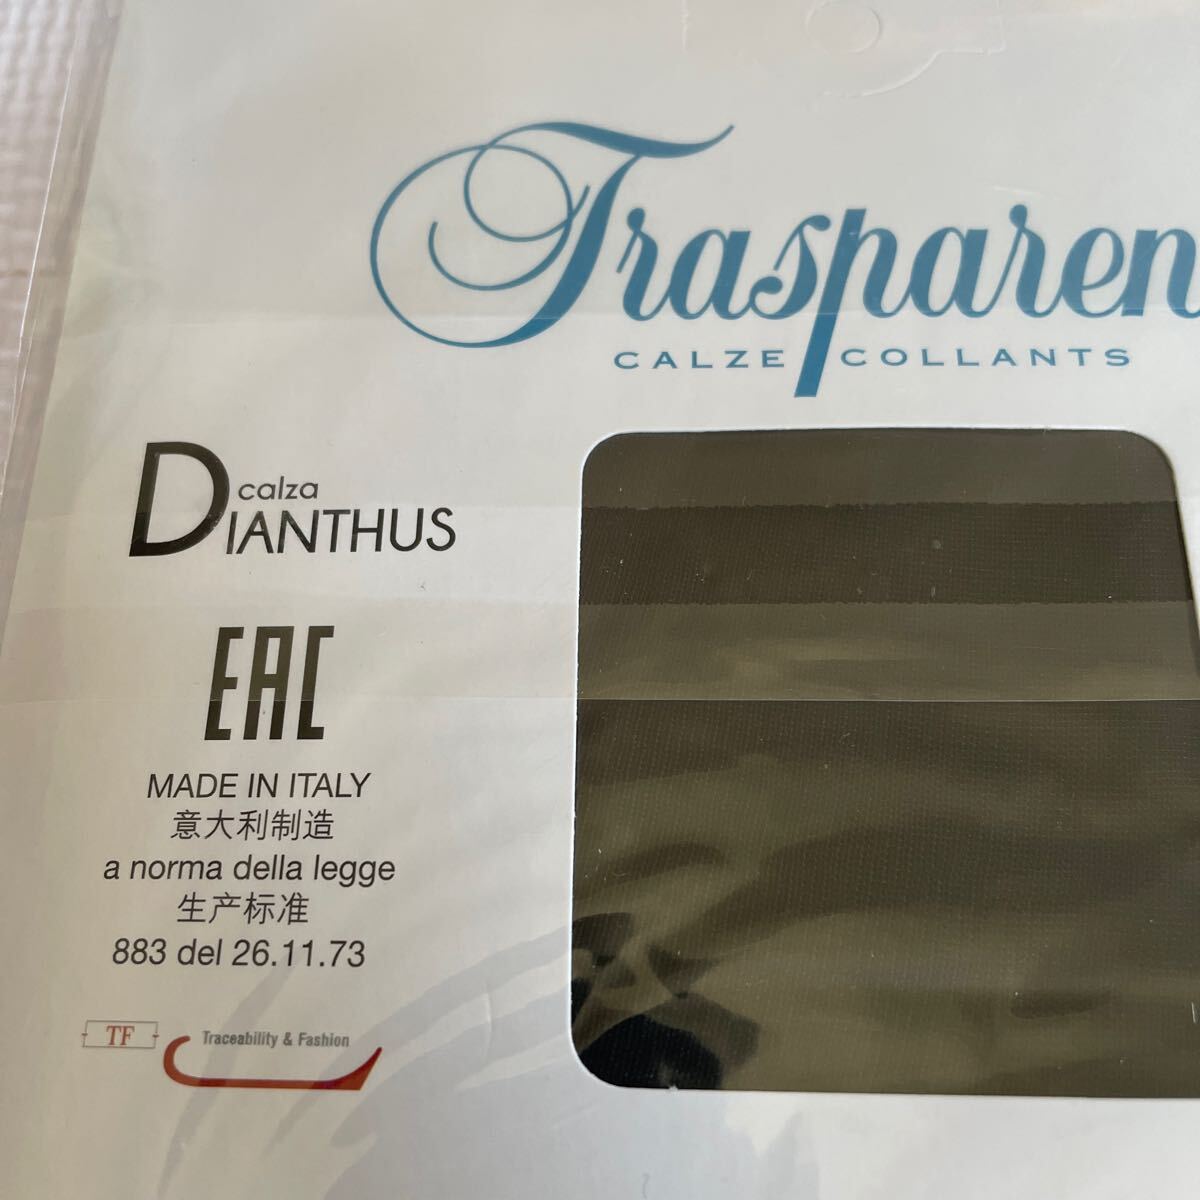 Trasparen
CALZE COLLANTS
calza
DIANTHUS
EAC
MADE IN ITALY
意大利制造
a norma della legge
生产标准
883 del 26.11.73
TF
Traceability & Fashion